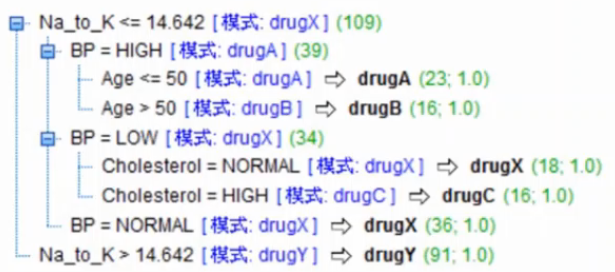 Na_to_K <= 14.642 [模式: drugX] (109)
BP = HIGH [模式: drugA] (39)
Age <= 50 [模式: drugA] ⇨ drugA (23; 1.0)
Age > 50 [模式: drugB] ⇨ drugB (16; 1.0)
BP = LOW [模式: drugX] (34)
Cholesterol = NORMAL [模式: drugX] ⇨ drugX (18; 1.0)
Cholesterol = HIGH [模式: drugC] ⇨ drugC (16; 1.0)
BP = NORMAL [模式: drugX] ⇨ drugX (36; 1.0)
Na_to_K > 14.642 [模式: drugY] ⇨ drugY (91; 1.0)